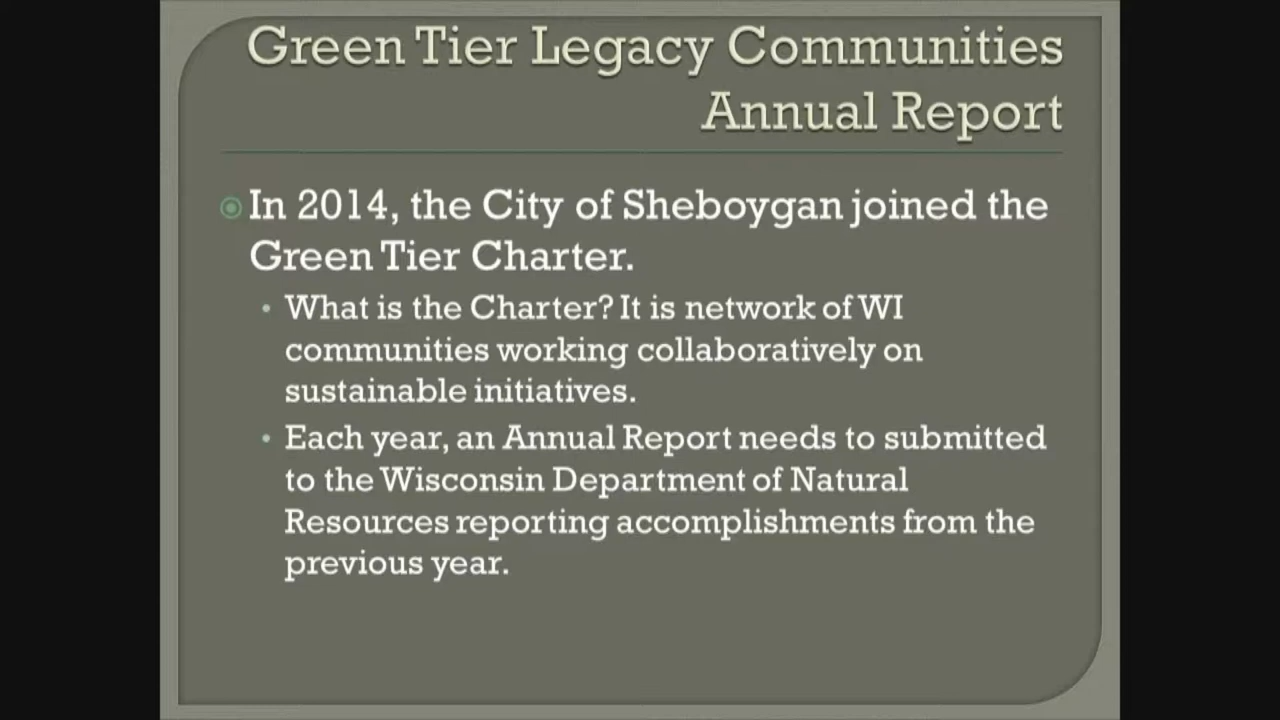 Green Tier Legacy Communities
Annual Report
In 2014, the City of Sheboygan joined the
Green Tier Charter.
What is the Charter? It is network of WI
communities working collaboratively on
sustainable initiatives.
Each year, an Annual Report needs to submitted
to the Wisconsin Department of Natural
Resources reporting accomplishments from the
previous year.